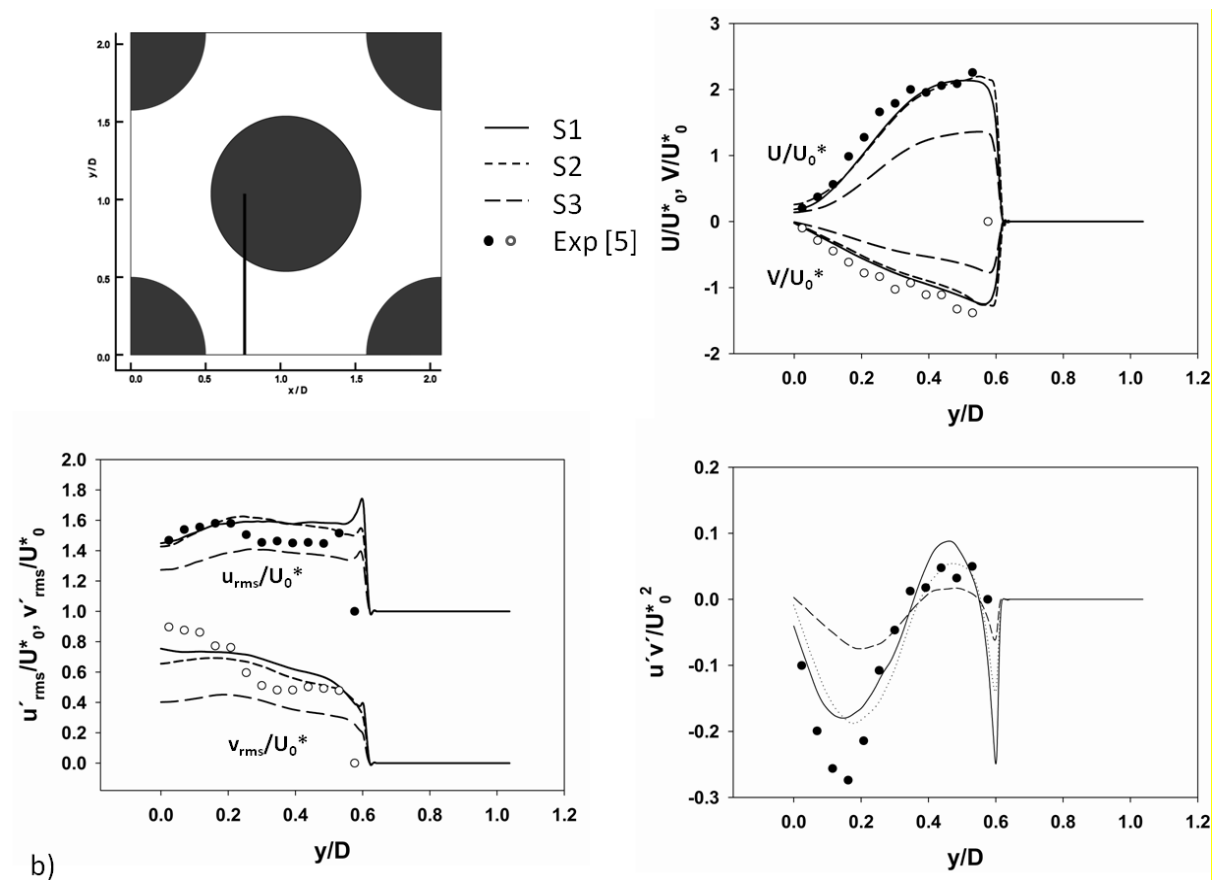 2.0
1.5
1.0
0.5
0.0
y/D
0.0 0.5 1.0 1.5 2.0
x/D
S1
S2
S3
Exp [5]
3
2
1
0
-1
-2
U/U*0, V/U*0
U/U0*
V/U0*
0.0 0.2 0.4 0.6 0.8 1.0 1.2
y/D
2.0
1.8
1.6
1.4
1.2
1.0
0.8
0.6
0.4
0.2
0.0
u´rms/U*0, v´rms/U*0
urms/U0*
vrms/U0*
0.0 0.2 0.4 0.6 0.8 1.0 1.2
y/D
0.2
0.1
0.0
-0.1
-0.2
-0.3
u´v´/U*0²
0.0 0.2 0.4 0.6 0.8 1.0 1.2
y/D
b)